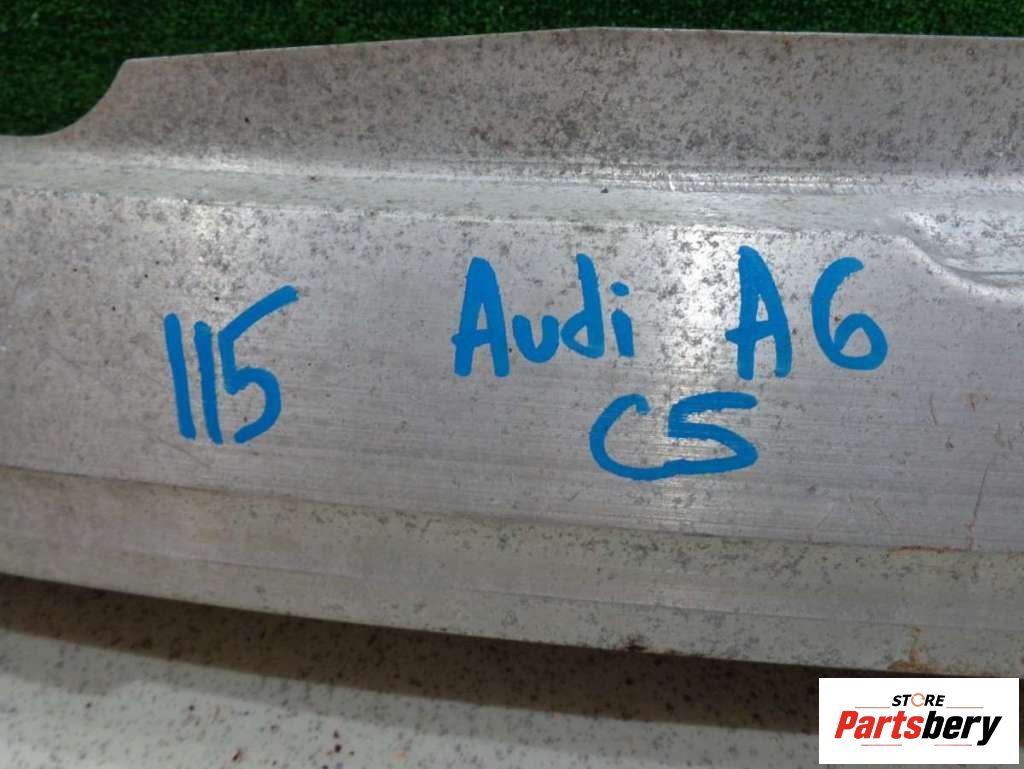 115 Audi A6
C5
STORE
Partsbery